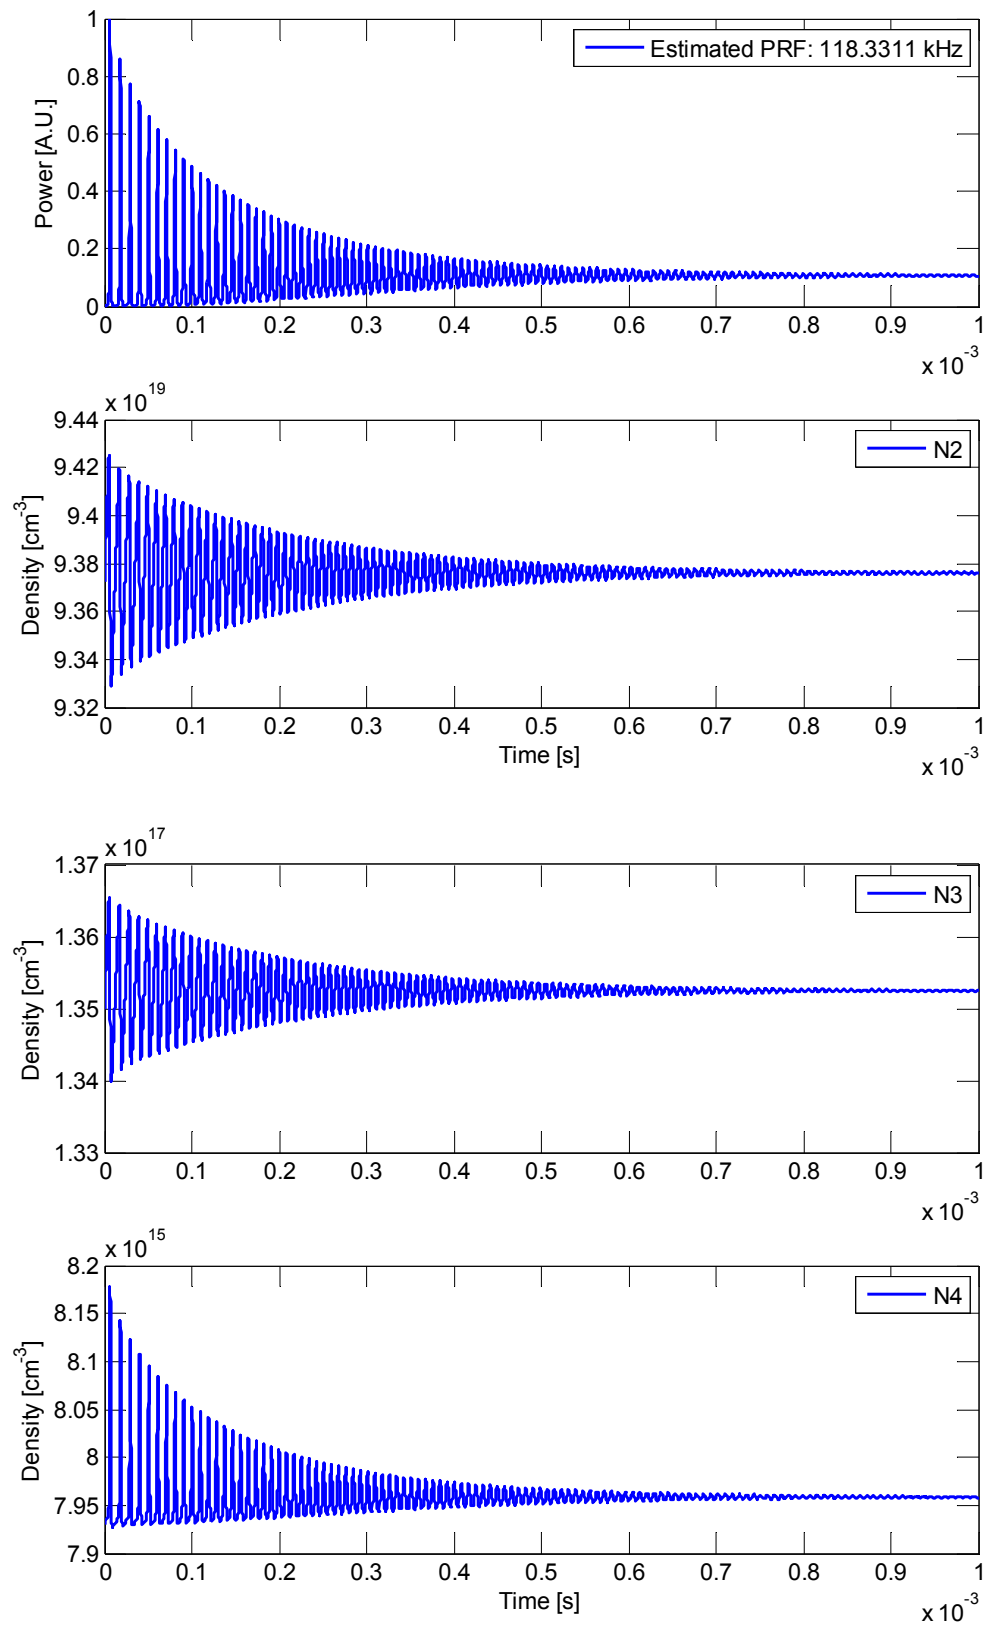 1
0.8
0.6
0.4
0.2
0
Power [A.U.]
Estimated PRF: 118.3311 kHz
0 0.1 0.2 0.3 0.4 0.5 0.6 0.7 0.8 0.9 1
x 10^-3
x 10^19
9.44
9.42
9.4
9.38
9.36
9.34
9.32
Density [cm^-3]
N2
0 0.1 0.2 0.3 0.4 0.5 0.6 0.7 0.8 0.9 1
Time [s]
x 10^-3
x 10^17
1.37
1.36
1.35
1.34
1.33
Density [cm^-3]
N3
0 0.1 0.2 0.3 0.4 0.5 0.6 0.7 0.8 0.9 1
x 10^-3
x 10^15
8.2
8.15
8.1
8.05
8
7.95
7.9
Density [cm^-3]
N4
0 0.1 0.2 0.3 0.4 0.5 0.6 0.7 0.8 0.9 1
Time [s]
x 10^-3